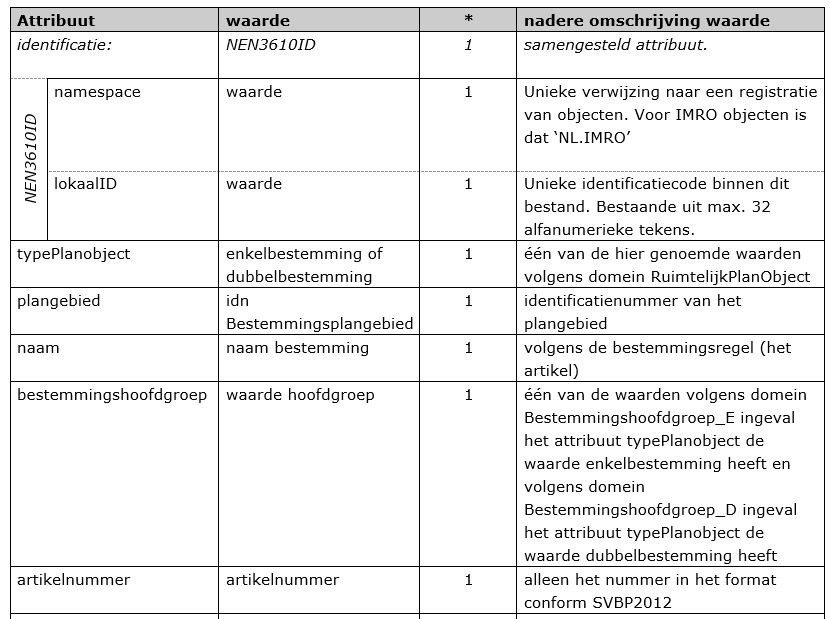 Attribuut waarde * nadere omschrijving waarde
identificatie: NEN3610ID 1 samengesteld attribuut.
NEN3610ID
namespace waarde 1 Unieke verwijzing naar een registratie
van objecten. Voor IMRO objecten is
dat ‘NL.IMRO’
lokaalID waarde 1 Unieke identificatiecode binnen dit
bestand. Bestaande uit max. 32
alfanumerieke tekens.
typePlanobject enkelbestemming of 1 één van de hier genoemde waarden
dubbelbestemming volgens domein RuimtelijkPlanObject
plangebied idn 1 identificatienummer van het
Bestemmingsplangebied plangebied
naam naam bestemming 1 volgens de bestemmingsregel (het
artikel)
bestemmingshoofdgroep waarde hoofdgroep 1 één van de waarden volgens domein
Bestemmingshoofdgroep_E ingeval
het attribuut typePlanobject de
waarde enkelbestemming heeft en
volgens domein
Bestemmingshoofdgroep_D ingeval
het attribuut typePlanobject de
waarde dubbelbestemming heeft
artikelnummer artikelnummer 1 alleen het nummer in het format
conform SVBP2012